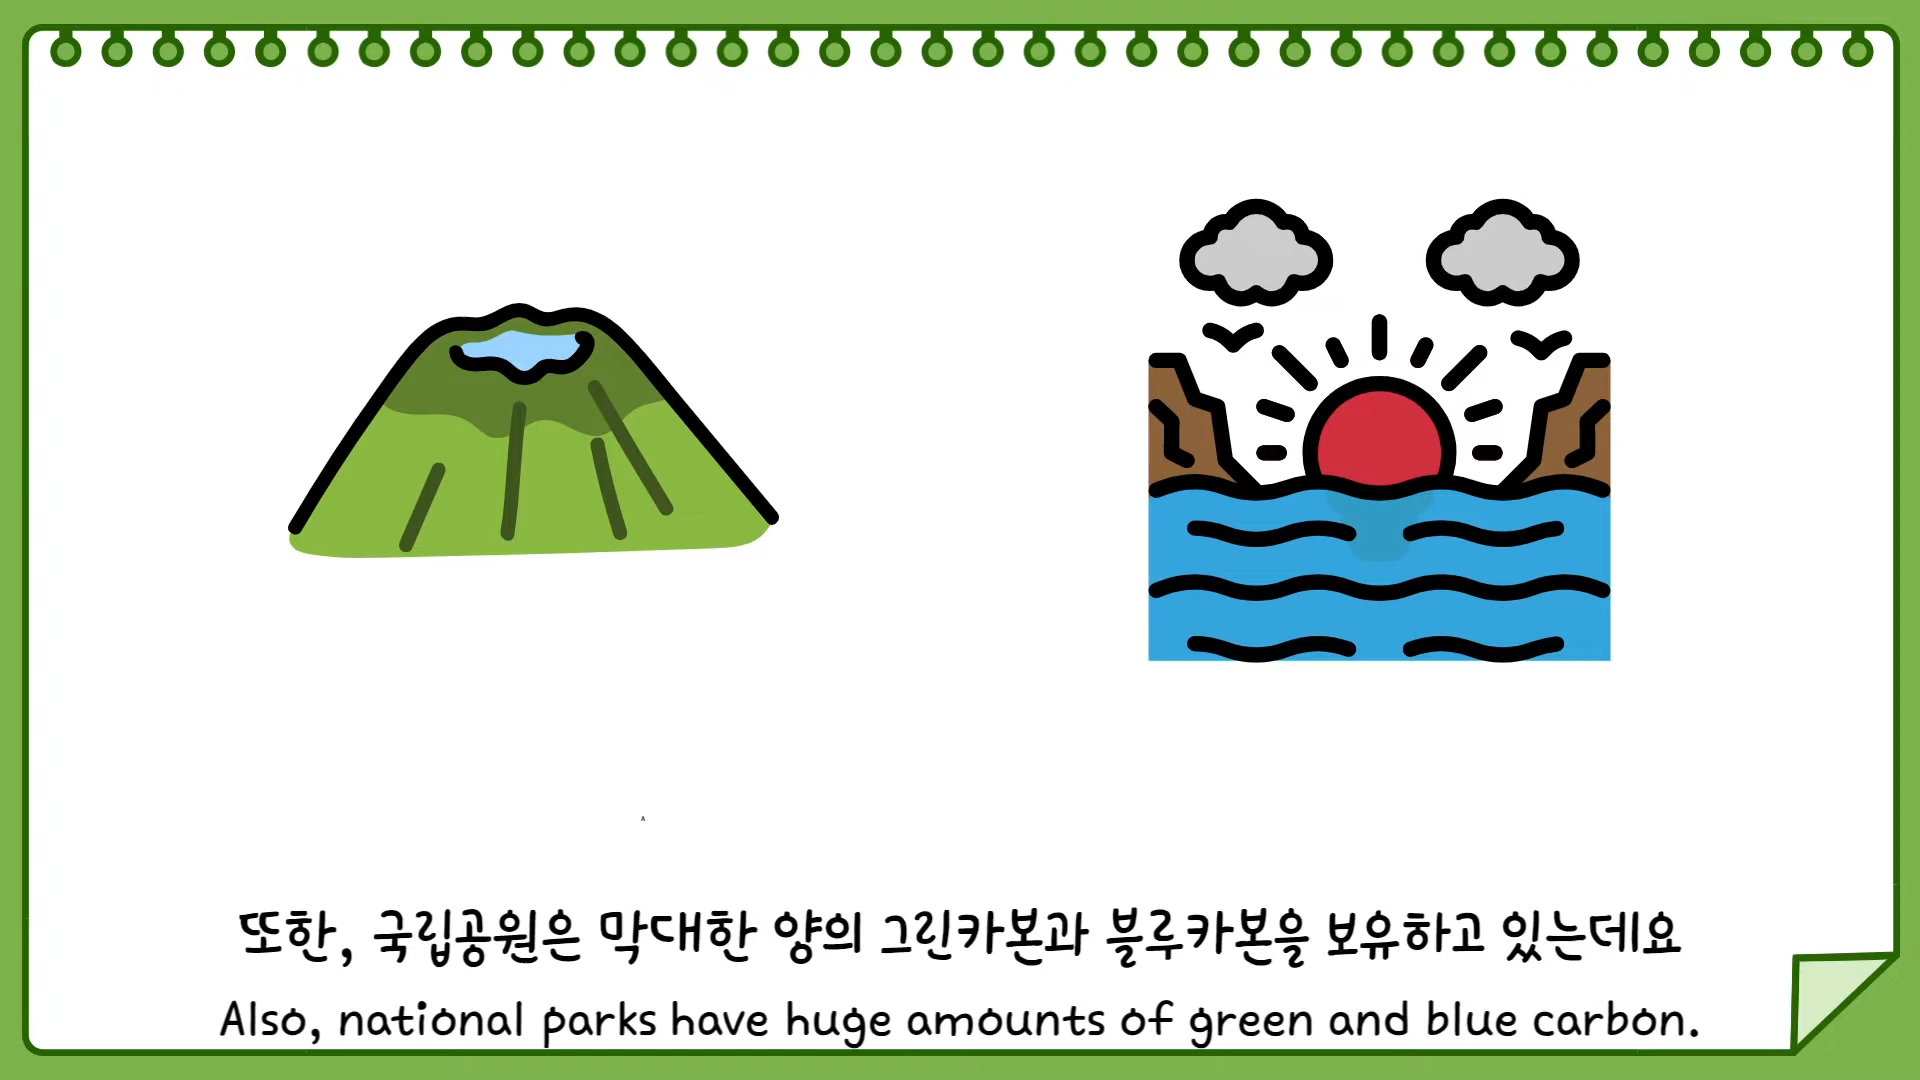 또한, 국립공원은 막대한 양의 그린카본과 블루카본을 보유하고 있는데요
Also, national parks have huge amounts of green and blue carbon.